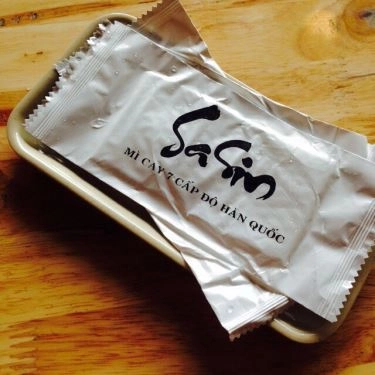 SaSin
MÌ CAY 7 CẤP ĐỘ HÀN QUỐC